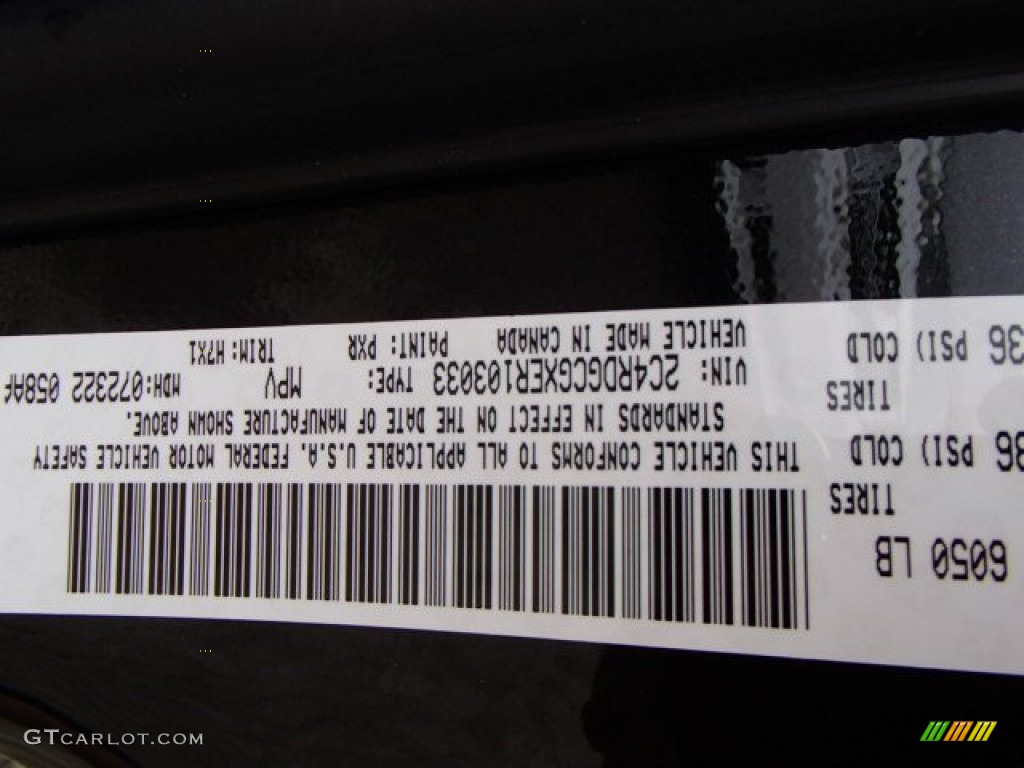 6050 LB
TIRES
36 PSI) COLD
TIRES
36 PSI) COLD
THIS VEHICLE CONFORMS TO ALL APPLICABLE U.S.A. FEDERAL MOTOR VEHICLE SAFETY
STANDARDS IN EFFECT ON THE DATE OF MANUFACTURE SHOWN ABOVE.
VIN: 2C4RDGCGXER103033 TYPE: MPV MDH:072322 058AF
VEHICLE MADE IN CANADA PAINT: PXR TRIM:H7X1
GTCARLOT.COM